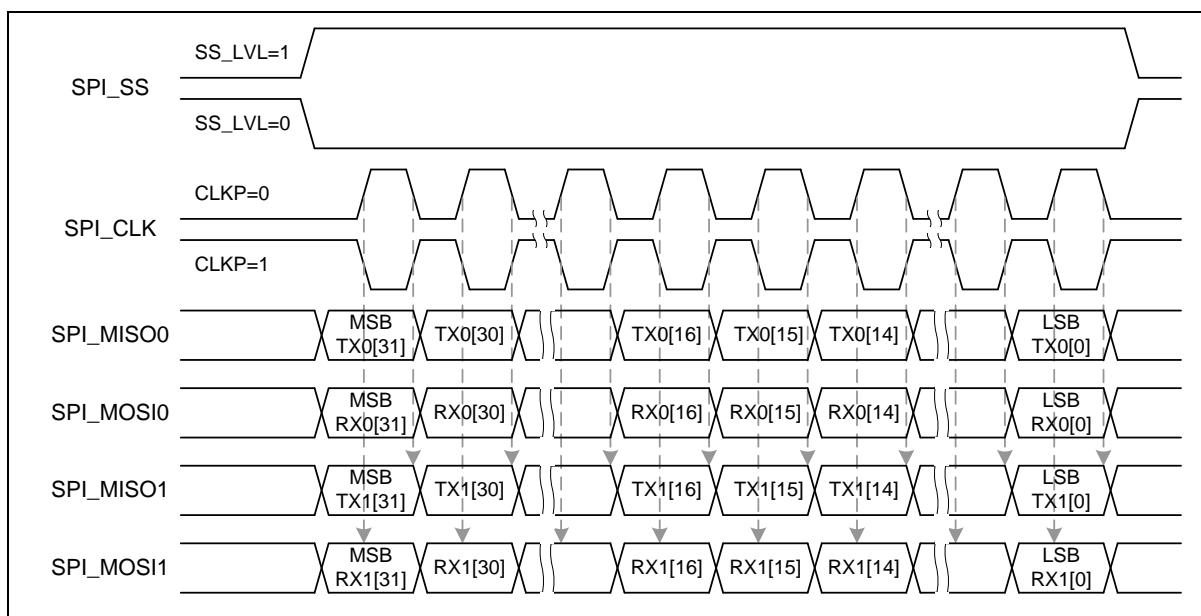 SS_LVL=1
SPI_SS
SS_LVL=0
CLKP=0
SPI_CLK
CLKP=1
SPI_MISO0
MSB
TX0[31]
TX0[30]
TX0[16]
TX0[15]
TX0[14]
LSB
TX0[0]
SPI_MOSI0
MSB
RX0[31]
RX0[30]
RX0[16]
RX0[15]
RX0[14]
LSB
RX0[0]
SPI_MISO1
MSB
TX1[31]
TX1[30]
TX1[16]
TX1[15]
TX1[14]
LSB
TX1[0]
SPI_MOSI1
MSB
RX1[31]
RX1[30]
RX1[16]
RX1[15]
RX1[14]
LSB
RX1[0]